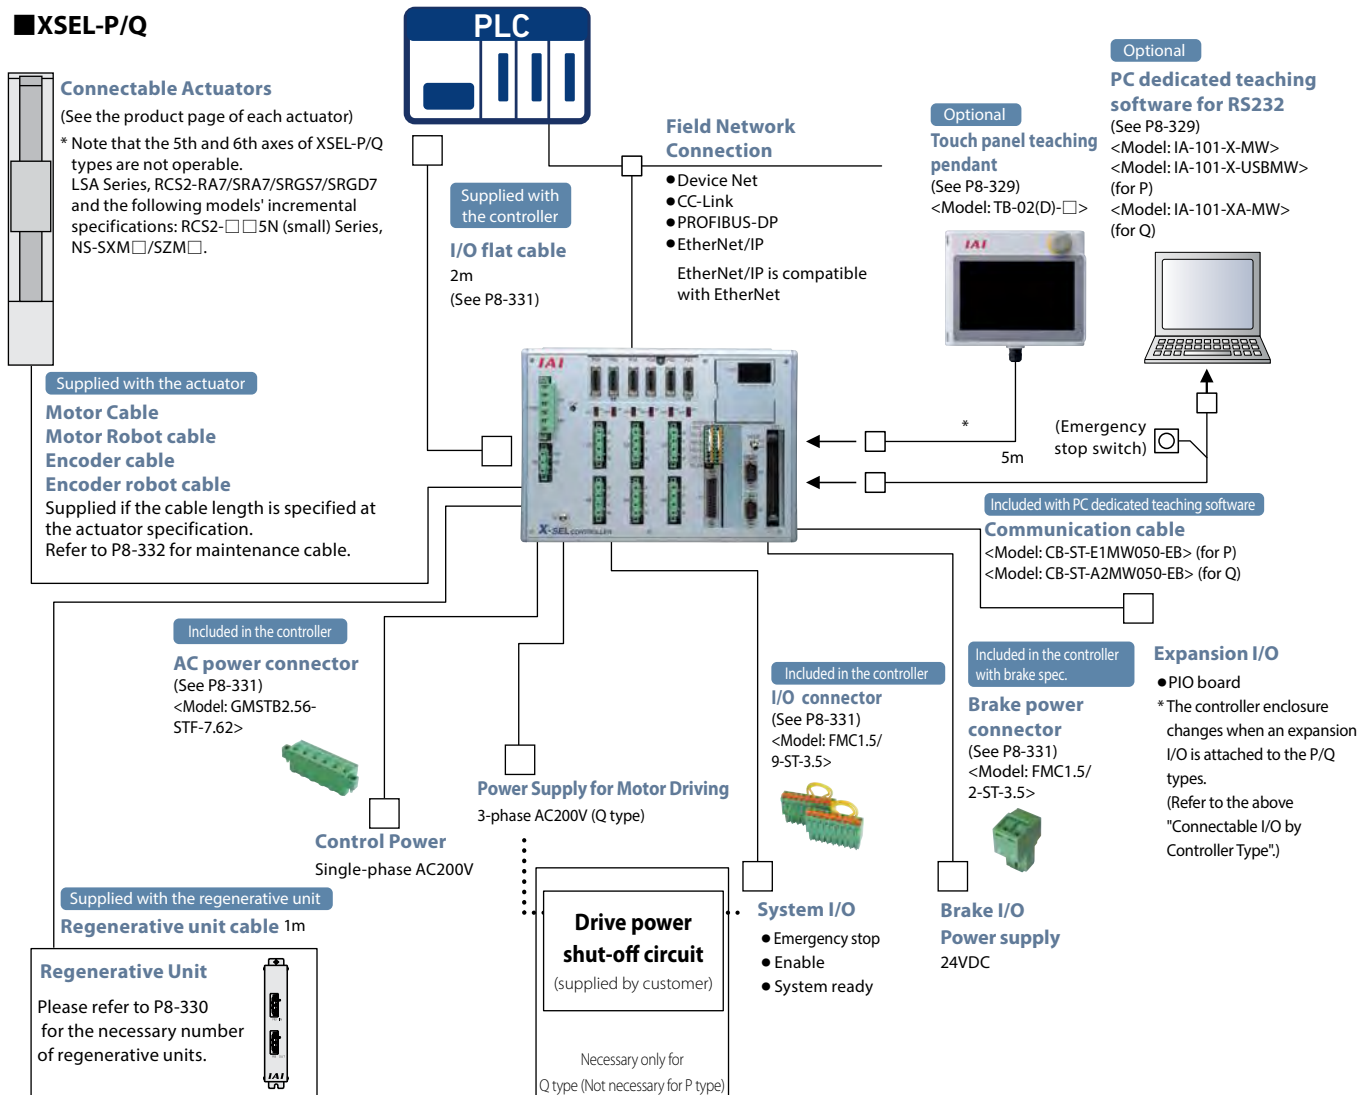 ■XSEL-P/Q
PLC
Connectable Actuators
(See the product page of each actuator)
* Note that the 5th and 6th axes of XSEL-P/Q
types are not operable.
LSA Series, RCS2-RA7/SRA7/SRGS7/SRGD7
and the following models' incremental
specifications: RCS2-□□5N (small) Series,
NS-SXM□/SZM□.
Supplied with
the controller
I/O flat cable
2m
(See P8-331)
Field Network
Connection
●Device Net
●CC-Link
●PROFIBUS-DP
●EtherNet/IP
EtherNet/IP is compatible
with EtherNet
Optional
Touch panel teaching
pendant
(See P8-329)
<Model: TB-02(D)-□>
IAI
Optional
PC dedicated teaching
software for RS232
(See P8-329)
<Model: IA-101-X-MW>
<Model: IA-101-X-USBMW>
(for P)
<Model: IA-101-XA-MW>
(for Q)
IAI
X-SEL CONTROLLER
*
5m
(Emergency
stop switch)
Supplied with the actuator
Motor Cable
Motor Robot cable
Encoder cable
Encoder robot cable
Supplied if the cable length is specified at
the actuator specification.
Refer to P8-332 for maintenance cable.
Included with PC dedicated teaching software
Communication cable
<Model: CB-ST-E1MW050-EB> (for P)
<Model: CB-ST-A2MW050-EB> (for Q)
Included in the controller
AC power connector
(See P8-331)
<Model: GMSTB2.56-
STF-7.62>
Control Power
Single-phase AC200V
Power Supply for Motor Driving
3-phase AC200V (Q type)
Included in the controller
I/O connector
(See P8-331)
<Model: FMC1.5/
9-ST-3.5>
Included in the controller
with brake spec.
Brake power
connector
(See P8-331)
<Model: FMC1.5/
2-ST-3.5>
Expansion I/O
●PIO board
* The controller enclosure
changes when an expansion
I/O is attached to the P/Q
types.
(Refer to the above
"Connectable I/O by
Controller Type".)
Supplied with the regenerative unit
Regenerative unit cable 1m
Regenerative Unit
Please refer to P8-330
for the necessary number
of regenerative units.
IAI
Drive power
shut-off circuit
(supplied by customer)
Necessary only for
Q type (Not necessary for P type)
System I/O
● Emergency stop
● Enable
● System ready
Brake I/O
Power supply
24VDC